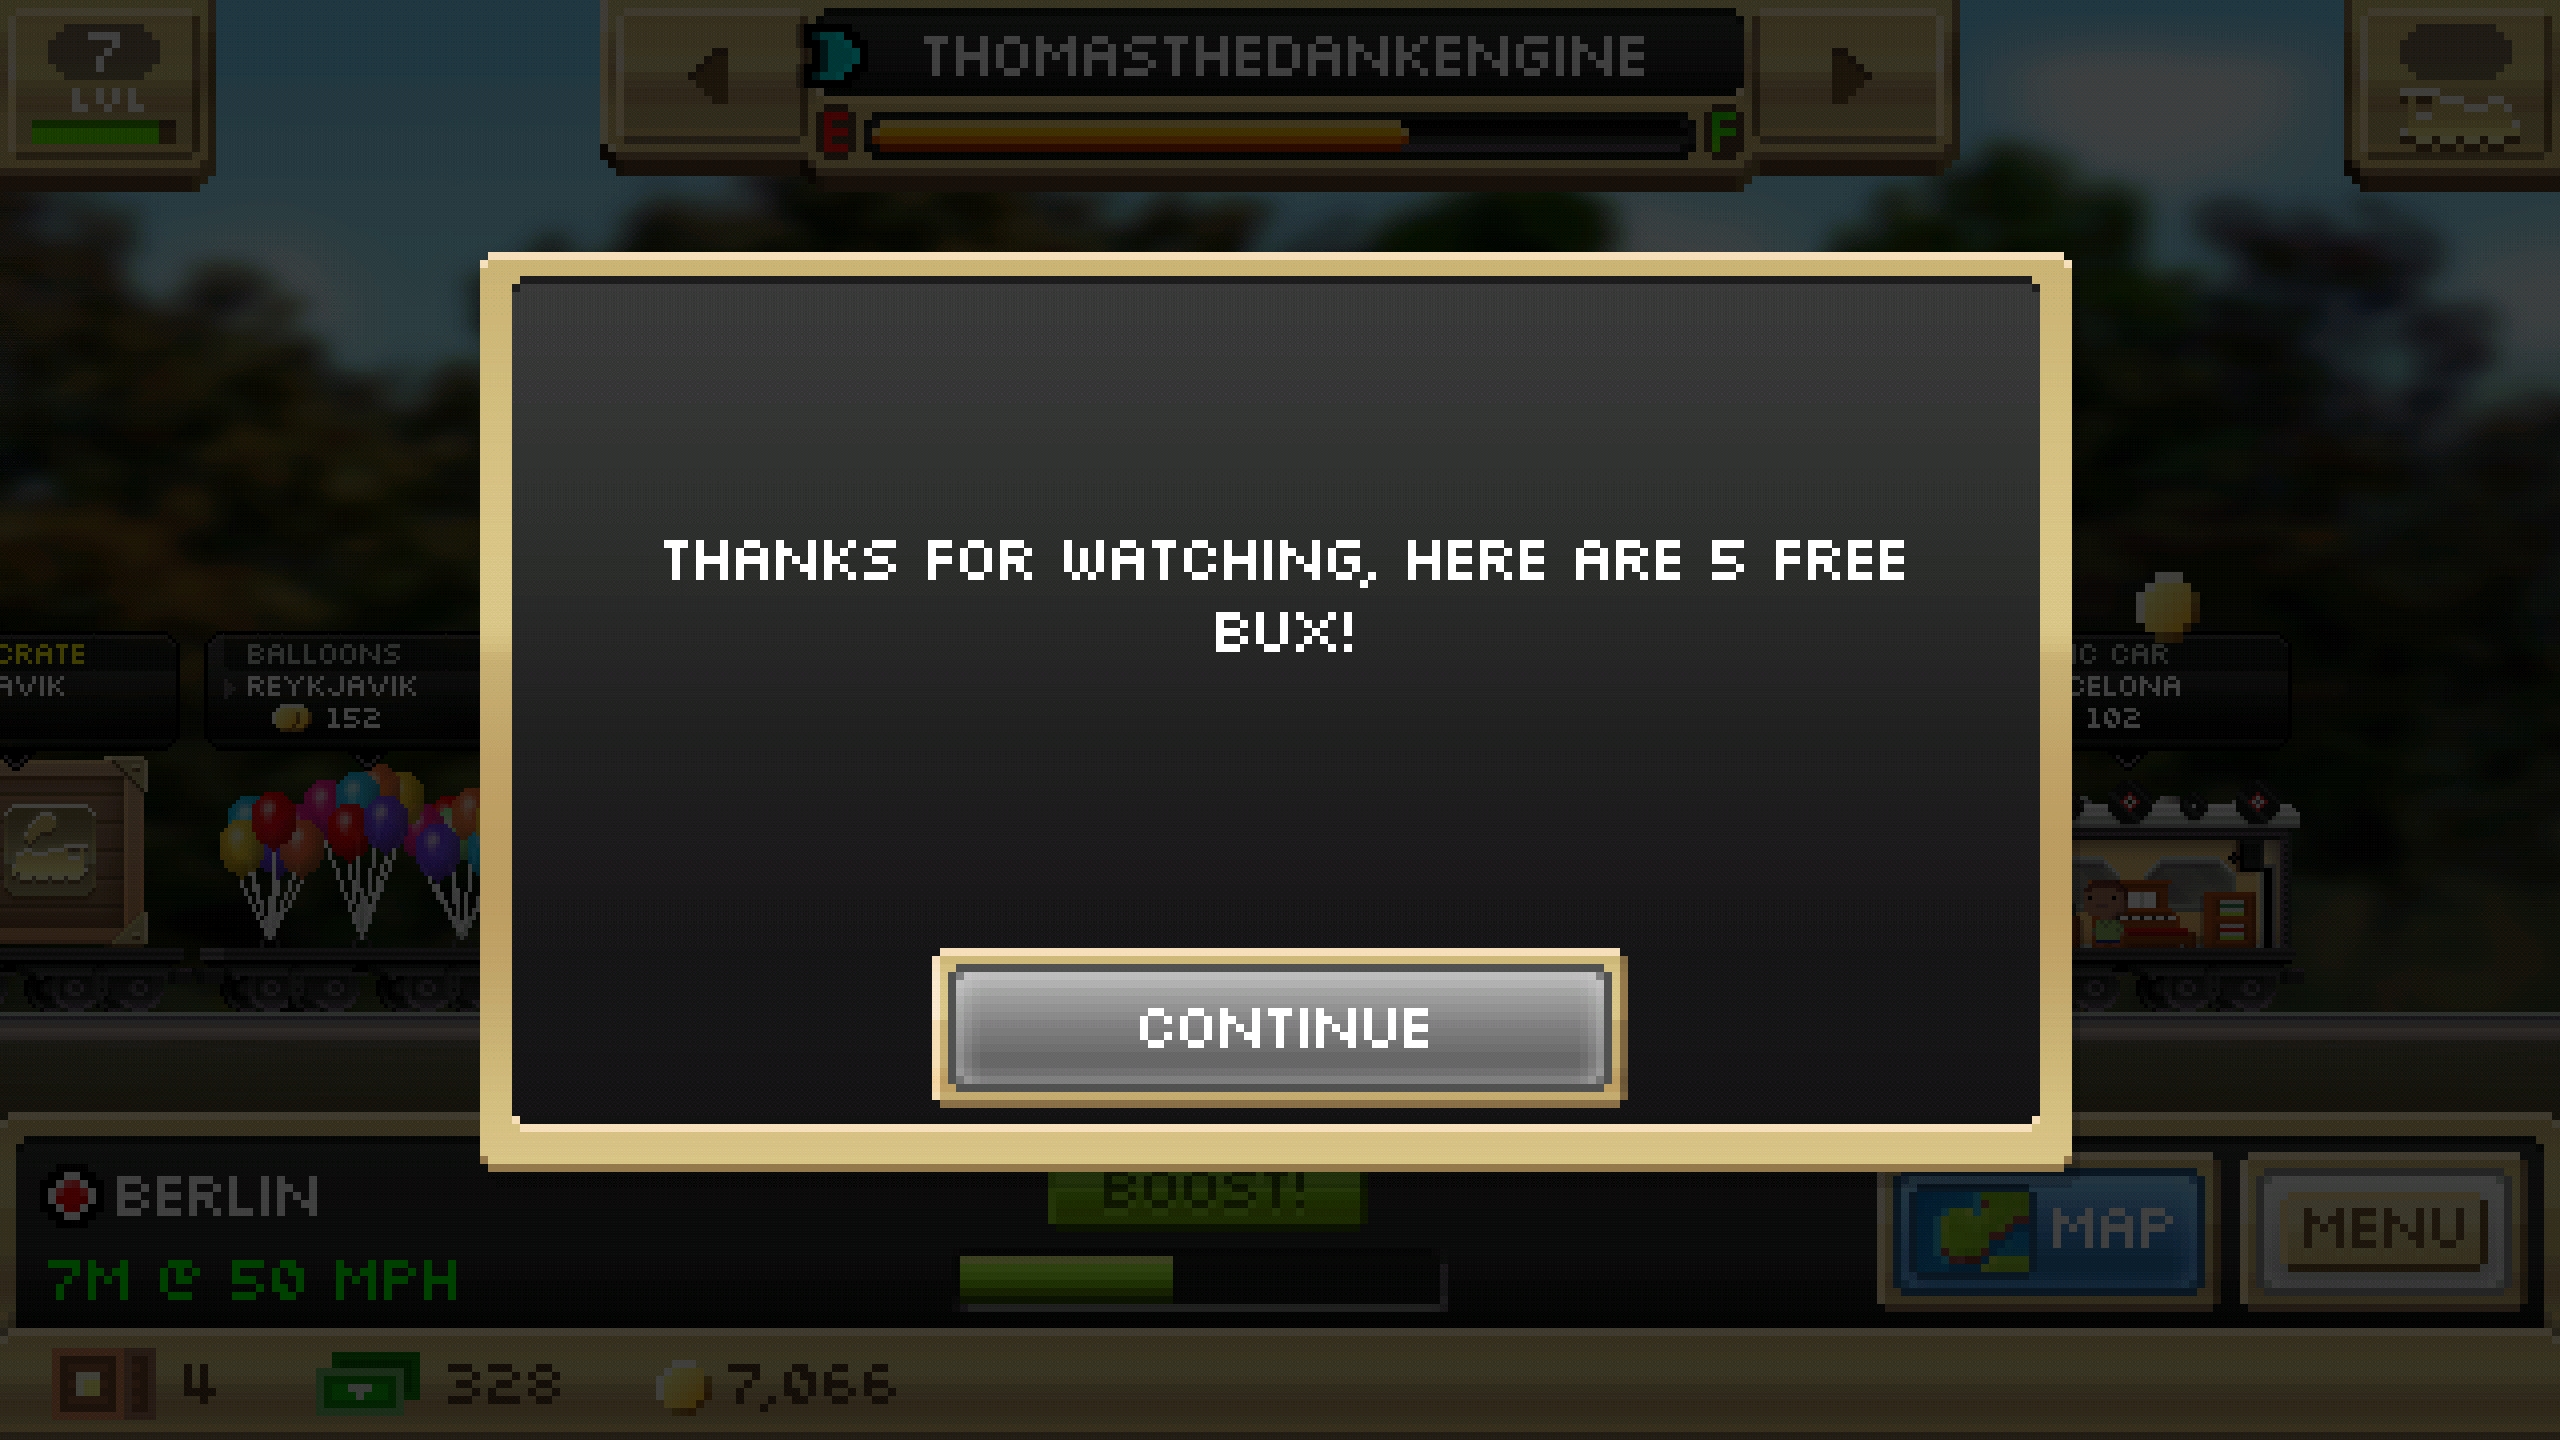 7
LVL
THOMASTHEDANKENGINE
E
F
THANKS FOR WATCHING, HERE ARE 5 FREE
BUX!
CRATE
AVIK
BALLOONS
REYKJAVIK
152
IC CAR
CELONA
102
CONTINUE
BERLIN
7M @ 50 MPH
BOOST!
MAP
MENU
4
328
7,066